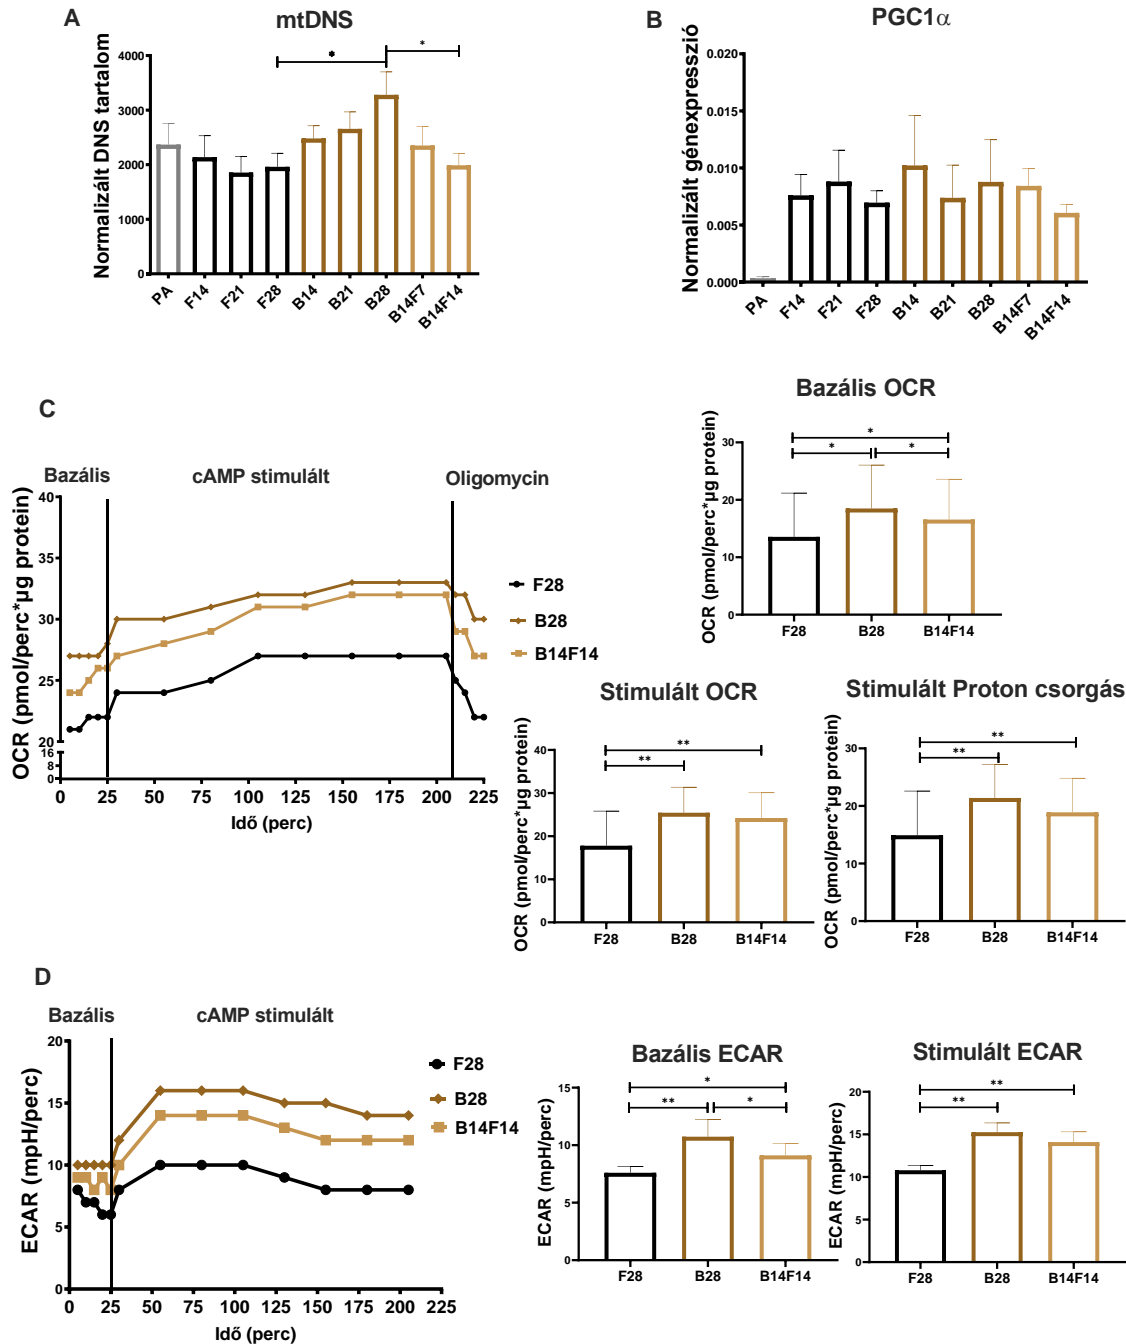 A
mtDNS
Normalizált DNS tartalom
4000
3000
2000
1000
0
*
*
PA
F14
F21
F28
B14
B21
B28
B14F7
B14F14
B
PGC1α
Normalizált génexpresszió
0.020
0.015
0.010
0.005
0.000
PA
F14
F21
F28
B14
B21
B28
B14F7
B14F14
C
Bazális
cAMP stimulált
Oligomycin
OCR (pmol/perc*µg protein)
40
35
30
25
20
16
8
0
0 25 50 75 100 125 150 175 200 225
Idő (perc)
F28
B28
B14F14
Bazális OCR
OCR (pmol/perc*µg protein)
30
20
10
0
*
*
*
F28 B28 B14F14
Stimulált OCR
OCR (pmol/perc*µg protein)
40
30
20
10
0
**
**
F28 B28 B14F14
Stimulált Proton csorgás
OCR (pmol/perc*µg protein)
30
20
10
0
**
**
F28 B28 B14F14
D
Bazális
cAMP stimulált
ECAR (mpH/perc)
20
15
10
5
0
0 25 50 75 100 125 150 175 200 225
Idő (perc)
F28
B28
B14F14
Bazális ECAR
ECAR (mpH/perc)
15
10
5
0
*
**
*
F28 B28 B14F14
Stimulált ECAR
ECAR (mpH/perc)
20
15
10
5
0
**
**
F28 B28 B14F14